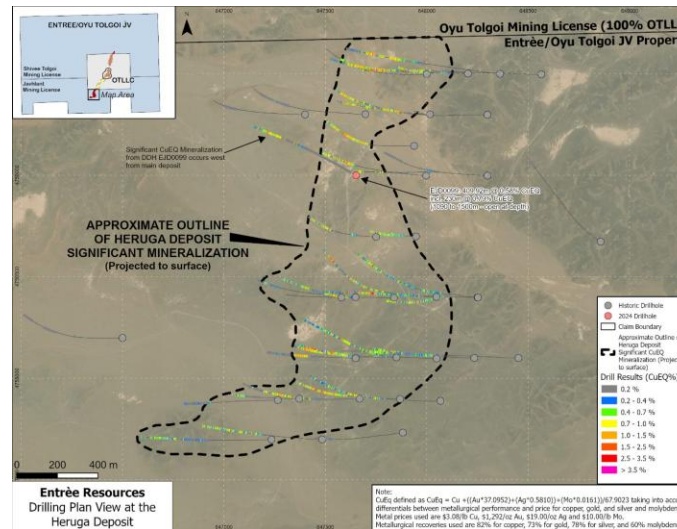 ENTREE/OYU TOLGOI JV
Shivee Tolgoi
Mining License
Javhlant
Mining License
OTLLC
Map Area
647500
648000
Oyu Tolgoi Mining License (100% OTLL
Entrèe/Oyu Tolgoi JV Proper
Significant CuEQ Mineralization
from DDH EJD0099 occurs west
from main deposit
APPROXIMATE OUTLINE
OF HERUGA DEPOSIT
SIGNIFICANT MINERALIZATION
(Projected to surface)
Historic Drillhole
2024 Drillhole
Claim Boundary
Approximate Outline o
Heruga Deposit
Significant CuEQ
Mineralization (Projec
to surface)
Drill Results (CuEQ%)
0.2 %
0.2 - 0.4 %
0.4 - 0.7 %
0.7 - 1.0 %
1.0 - 1.5 %
1.5 - 2.5 %
2.5 - 3.5 %
> 3.5 %
0 200 400 m
Entrèe Resources
Drilling Plan View at the
Heruga Deposit
Note:
CuEq defined as CuEq = Cu +((Au*37.0952)+(Ag*0.5810)+(Mo*0.0161))/67.9023 taking into acco
differentials between metallurgical performance and price for copper, gold, and silver and molybden
Metal prices used are $3.08/lb Cu, $1,292/oz Au, $19.00/oz Ag and $10.00/lb Mo.
Metallurgical recoveries used are 82% for copper, 73% for gold, 78% for silver, and 60% molybden